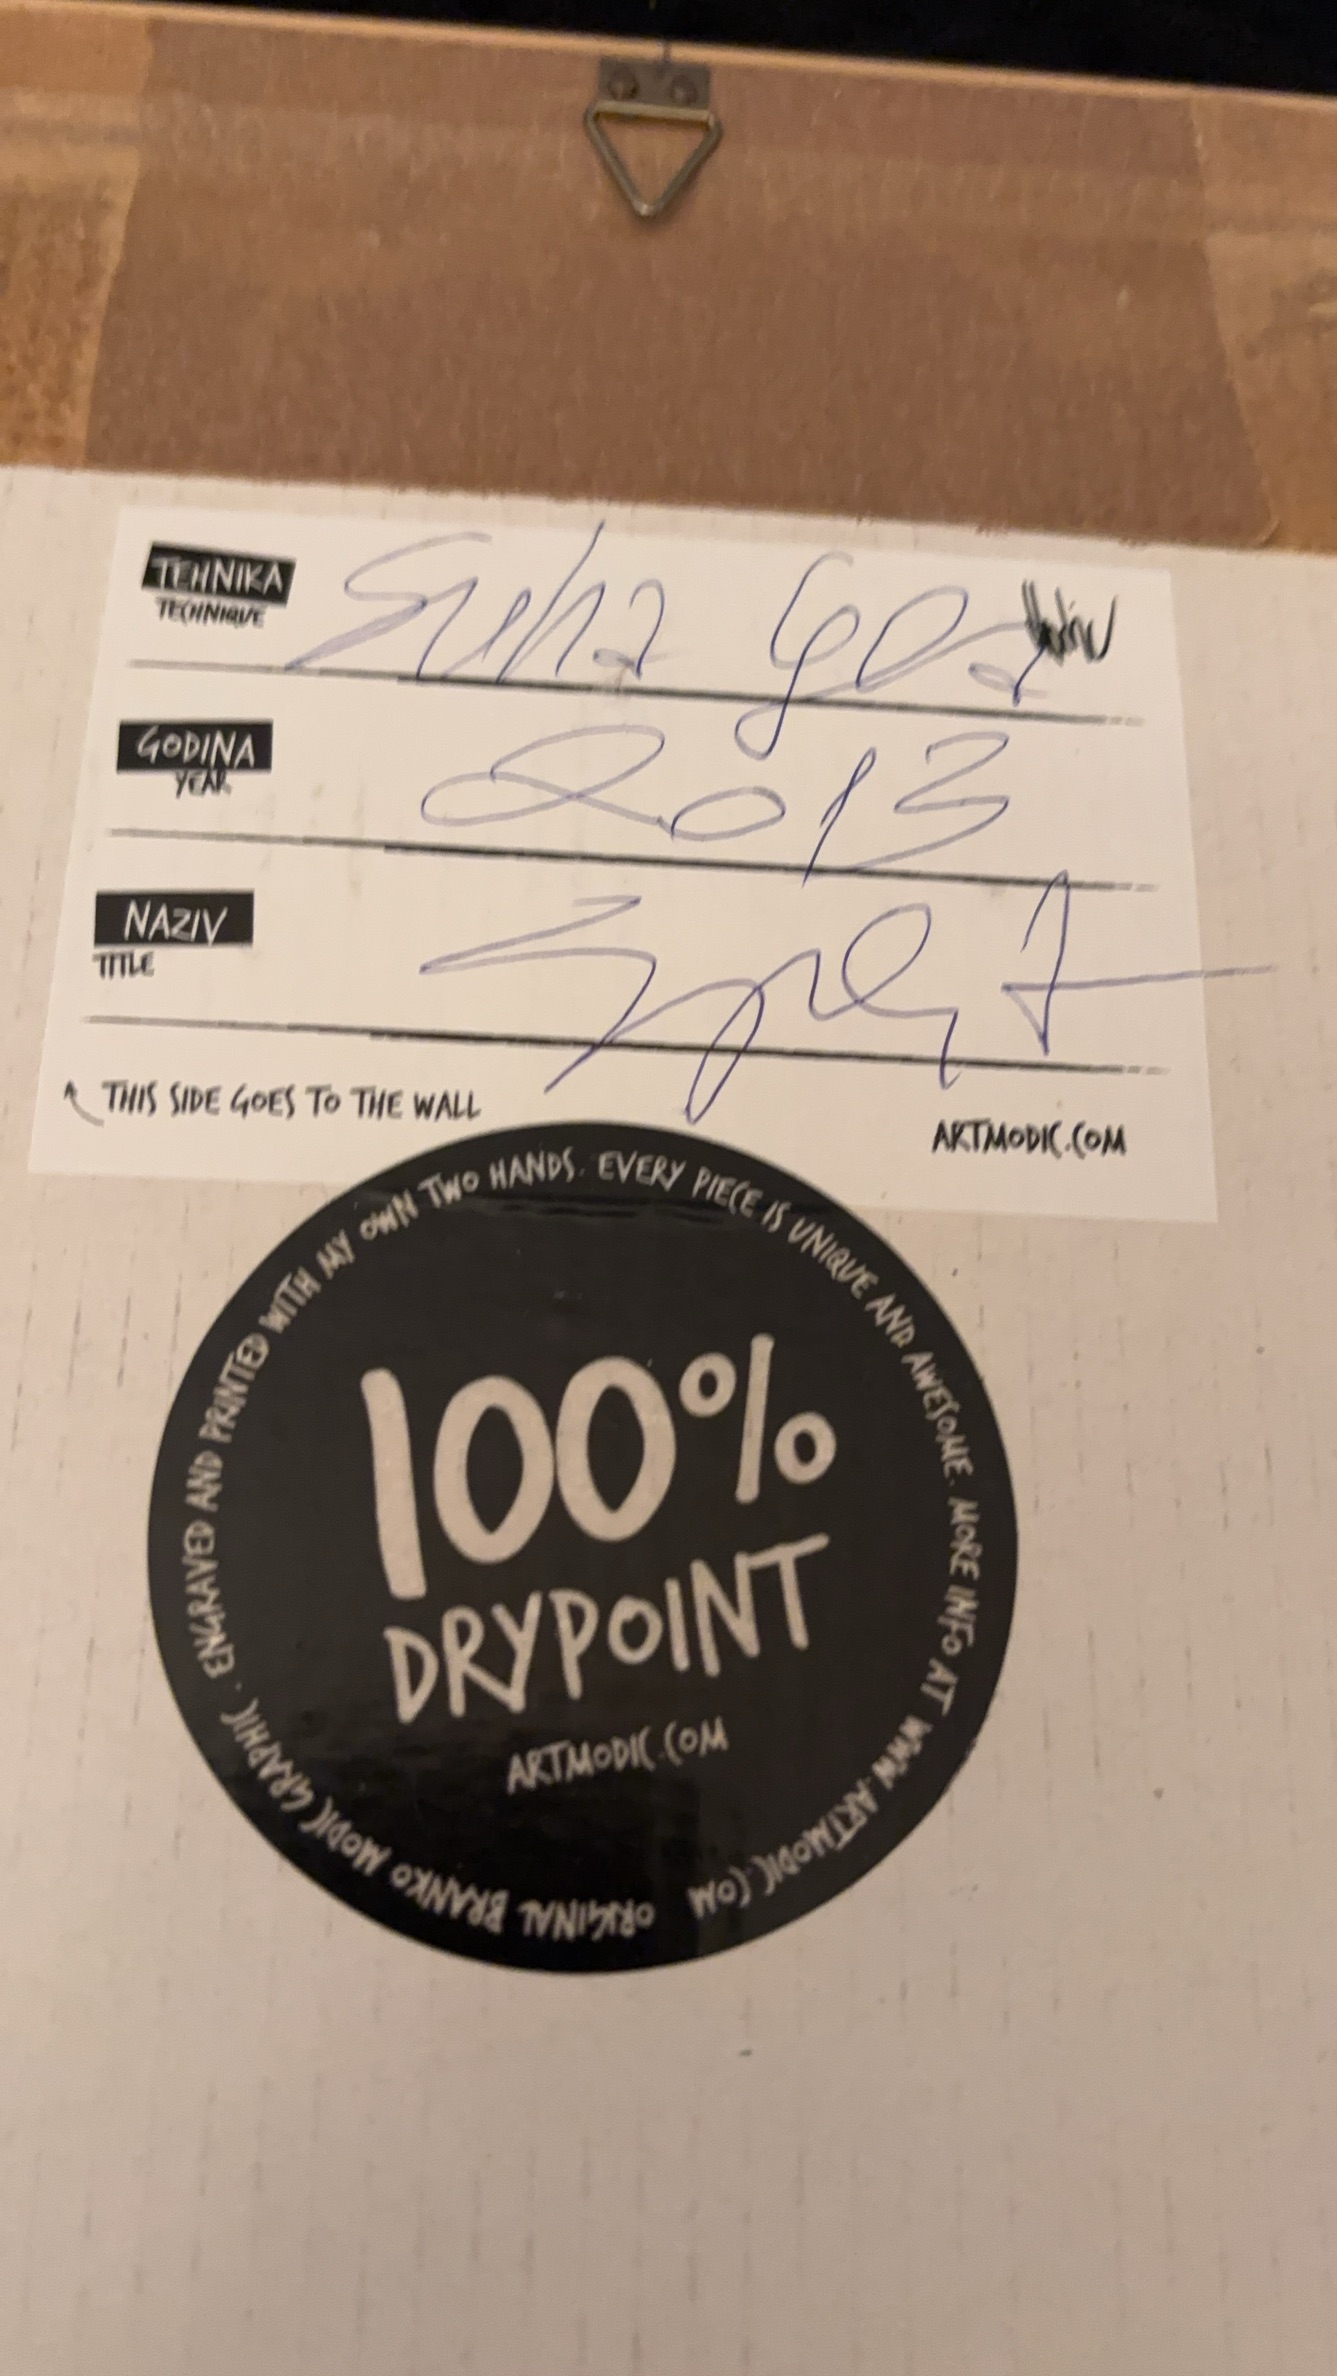 TEHNIKA
TECHNIQUE
Suha igla
GODINA
YEAR
2013
NAZIV
TITLE
THIS SIDE GOES TO THE WALL
ARTMODIC.COM
ORIGINAL BRANKO MODIC GRAPHIC. ENGRAVED AND PRINTED WITH MY OWN TWO HANDS. EVERY PIECE IS UNIQUE AND AWESOME. MORE INFO AT WWW.ARTMODIC.COM
100%
DRYPOINT
ARTMODIC.COM